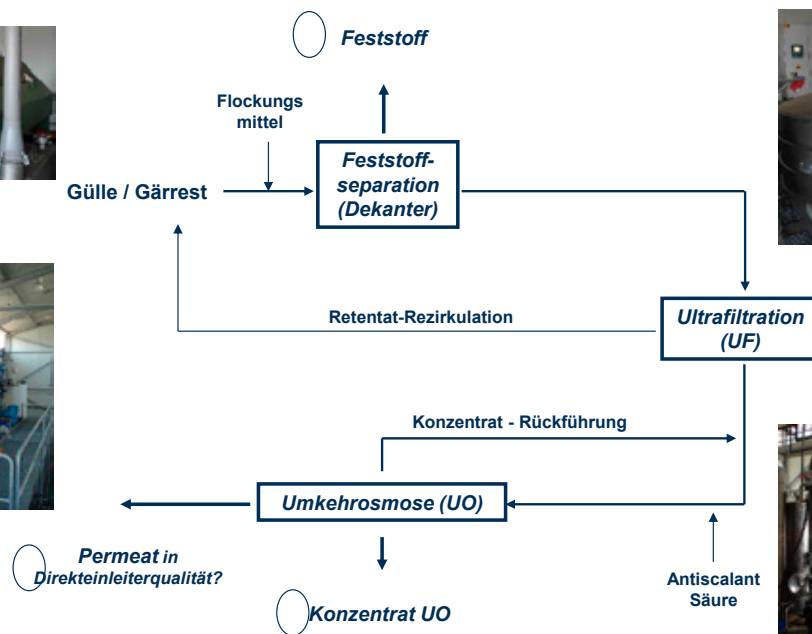 Feststoff
Flockungs
mittel
Feststoff-
separation
(Dekanter)
Gülle / Gärrest
Retentat-Rezirkulation
Ultrafiltration
(UF)
Konzentrat - Rückführung
Umkehrosmose (UO)
Permeat in
Direkteinleiterqualität?
Antiscalant
Säure
Konzentrat UO